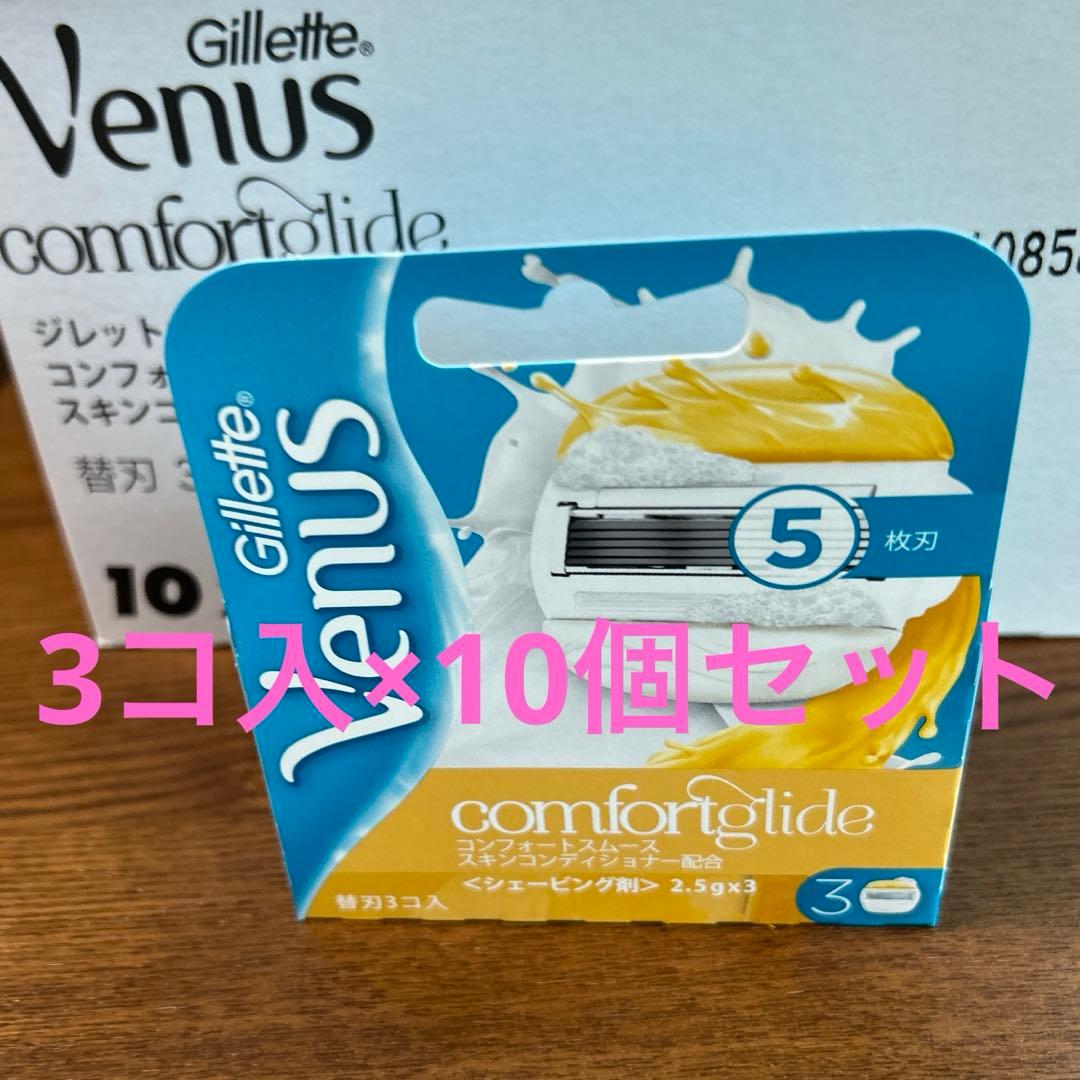 Gillette®
Venus
comfortglide
ジレット
コンフォ
スキンコ
替刃 3
10
1085
Gillette®
Venus
5
枚刃
3コ入×10個セット
comfortglide
コンフォートスムース
スキンコンディショナー配合
<シェービング剤> 2.5gx3
替刃3コ入
3